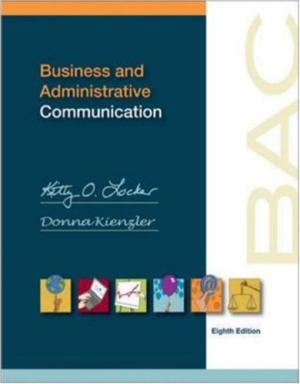 Business and
Administrative
Communication
Kitty O. Locker
Donna Kienzler
BAC
Eighth Edition